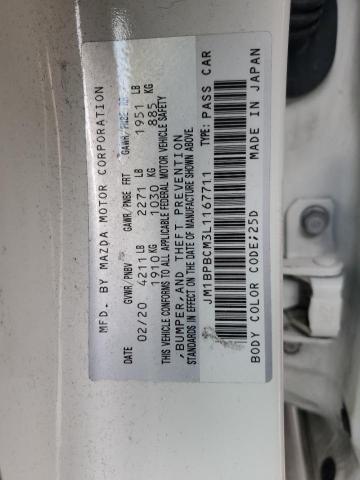 MFD. BY MAZDA MOTOR CORPORATION
DATE GVWR/PNBV GAWR/PNBE FRT GAWR/PNBE RR
02/20 4211 LB 2271 LB 1951 LB
1910 KG 1030 KG 885 KG
THIS VEHICLE CONFORMS TO ALL APPLICABLE FEDERAL MOTOR VEHICLE SAFETY
,BUMPER,AND THEFT PREVENTION
STANDARDS IN EFFECT ON THE DATE OF MANUFACTURE SHOWN ABOVE.
JM1BPBCM3L1167711 TYPE: PASS CAR
BODY COLOR CODE;25D MADE IN JAPAN